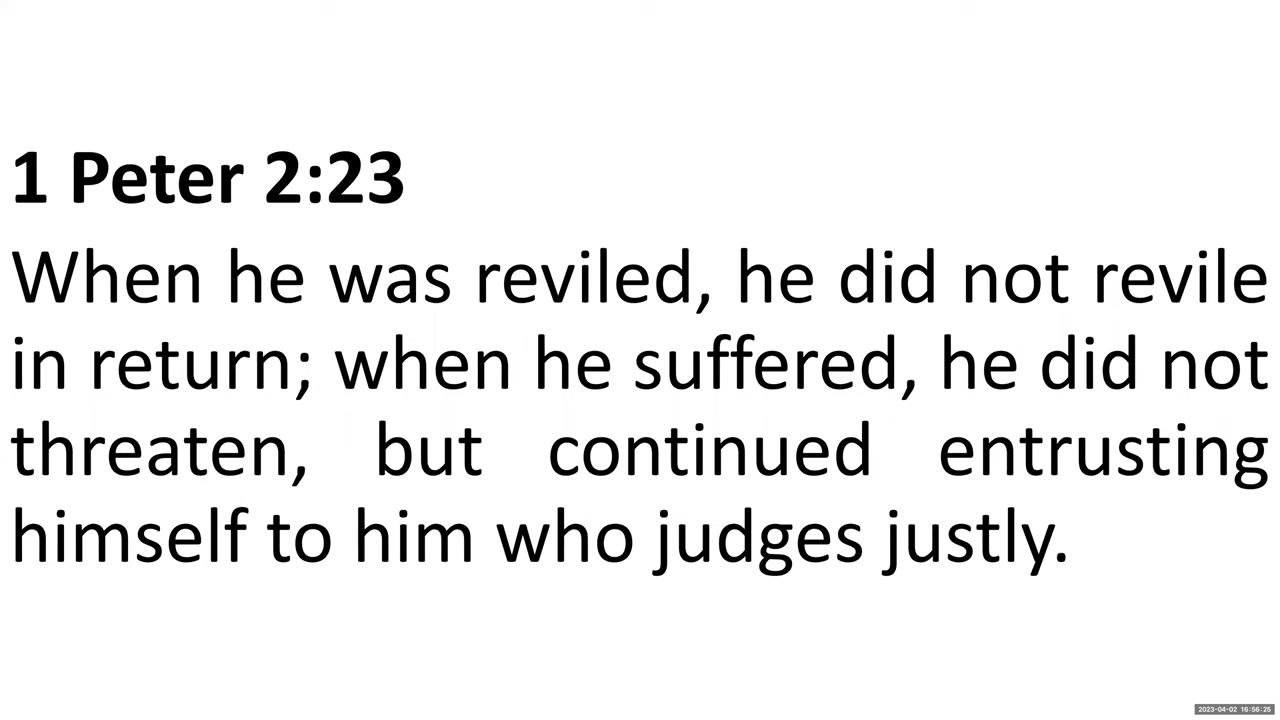 1 Peter 2:23
When he was reviled, he did not revile
in return; when he suffered, he did not
threaten, but continued entrusting
himself to him who judges justly.
2023-04-02 16:56:25